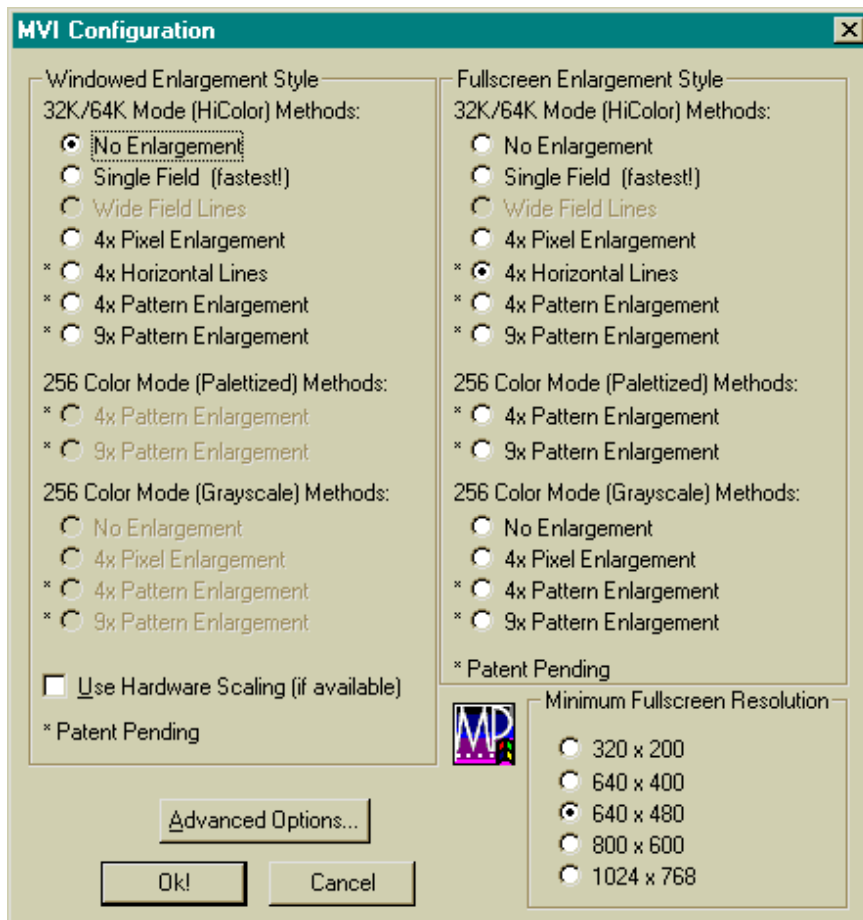 MVI Configuration
Windowed Enlargement Style
32K/64K Mode (HiColor) Methods:
No Enlargement
Single Field (fastest!)
Wide Field Lines
4x Pixel Enlargement
* 4x Horizontal Lines
* 4x Pattern Enlargement
* 9x Pattern Enlargement
256 Color Mode (Palettized) Methods:
* 4x Pattern Enlargement
* 9x Pattern Enlargement
256 Color Mode (Grayscale) Methods:
No Enlargement
4x Pixel Enlargement
* 4x Pattern Enlargement
* 9x Pattern Enlargement
Use Hardware Scaling (if available)
* Patent Pending
Fullscreen Enlargement Style
32K/64K Mode (HiColor) Methods:
No Enlargement
Single Field (fastest!)
Wide Field Lines
4x Pixel Enlargement
* 4x Horizontal Lines
* 4x Pattern Enlargement
* 9x Pattern Enlargement
256 Color Mode (Palettized) Methods:
* 4x Pattern Enlargement
* 9x Pattern Enlargement
256 Color Mode (Grayscale) Methods:
No Enlargement
4x Pixel Enlargement
* 4x Pattern Enlargement
* 9x Pattern Enlargement
* Patent Pending
MP
Minimum Fullscreen Resolution
320 x 200
640 x 400
640 x 480
800 x 600
1024 x 768
Advanced Options...
Ok!
Cancel